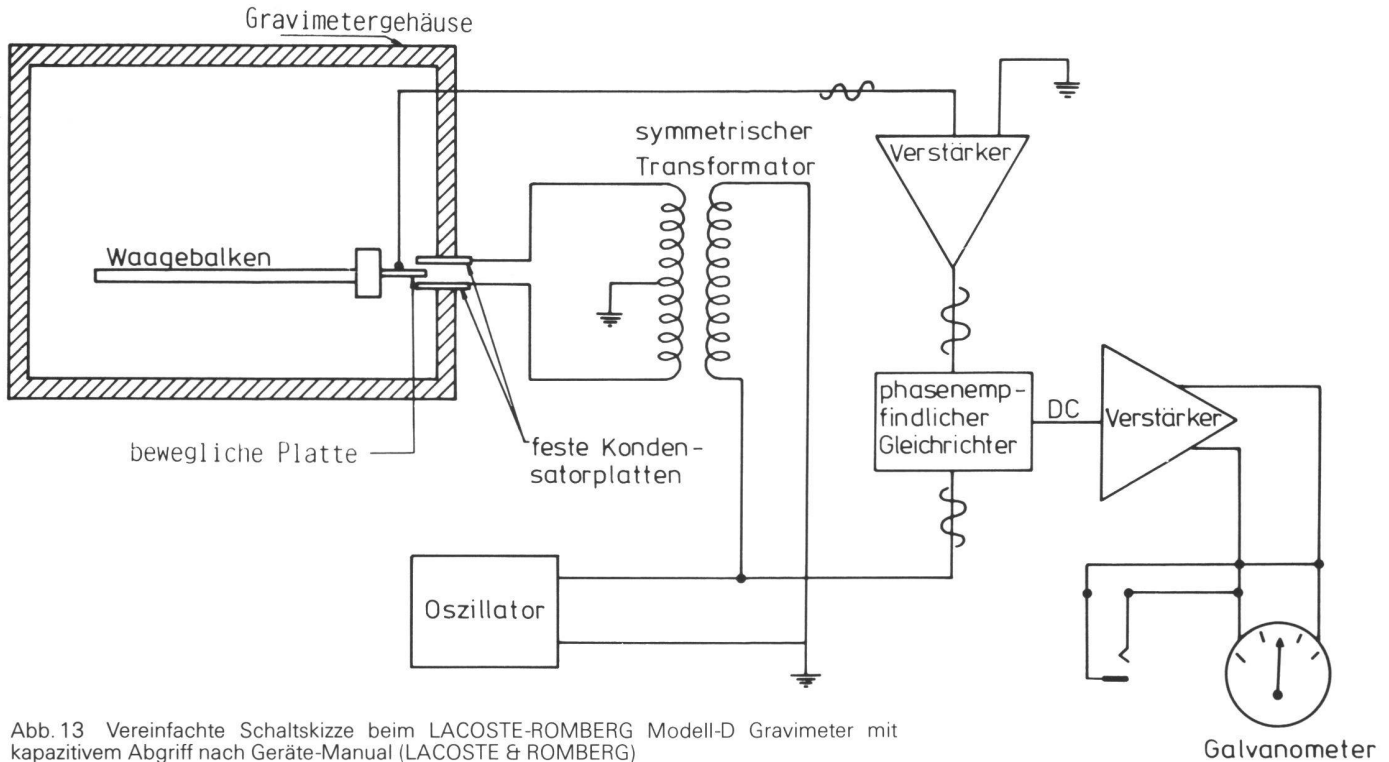 Gravimetergehäuse
symmetrischer
Transformator
Verstärker
Waagebalken
phasenemp-
findlicher
Gleichrichter
DC
Verstärker
bewegliche Platte
feste Konden-
satorplatten
Oszillator
Galvanometer
Abb. 13 Vereinfachte Schaltskizze beim LACOSTE-ROMBERG Modell-D Gravimeter mit
kapazitivem Abgriff nach Geräte-Manual (LACOSTE & ROMBERG)